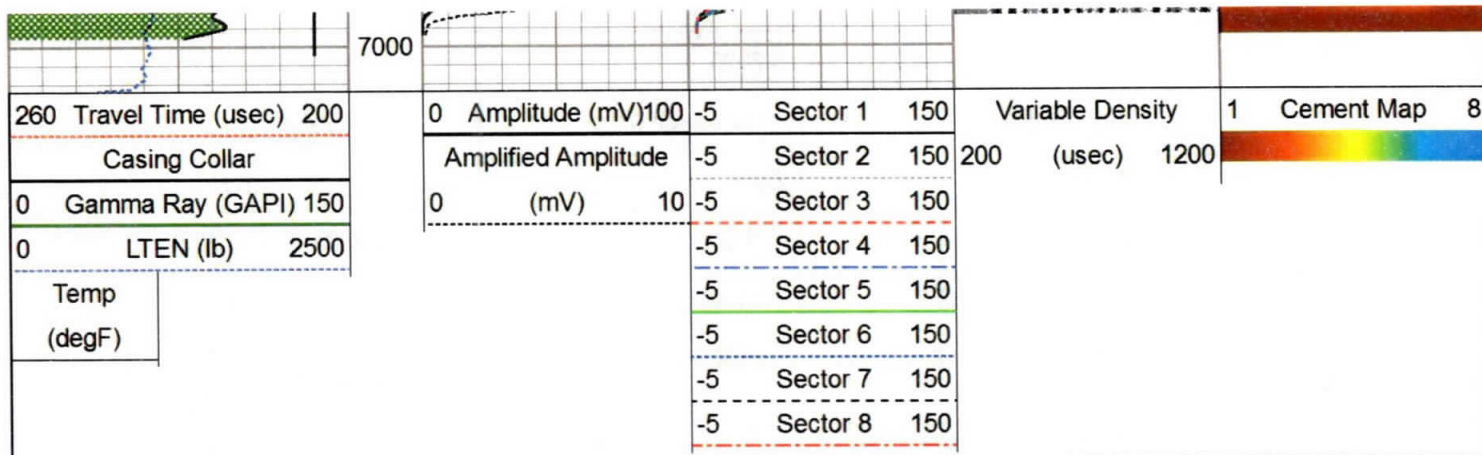 7000
260 Travel Time (usec) 200
Casing Collar
0 Gamma Ray (GAPI) 150
0 LTEN (lb) 2500
Temp
(degF)
0 Amplitude (mV)100
Amplified Amplitude
0 (mV) 10
-5 Sector 1 150
-5 Sector 2 150
-5 Sector 3 150
-5 Sector 4 150
-5 Sector 5 150
-5 Sector 6 150
-5 Sector 7 150
-5 Sector 8 150
Variable Density
200 (usec) 1200
1 Cement Map 8